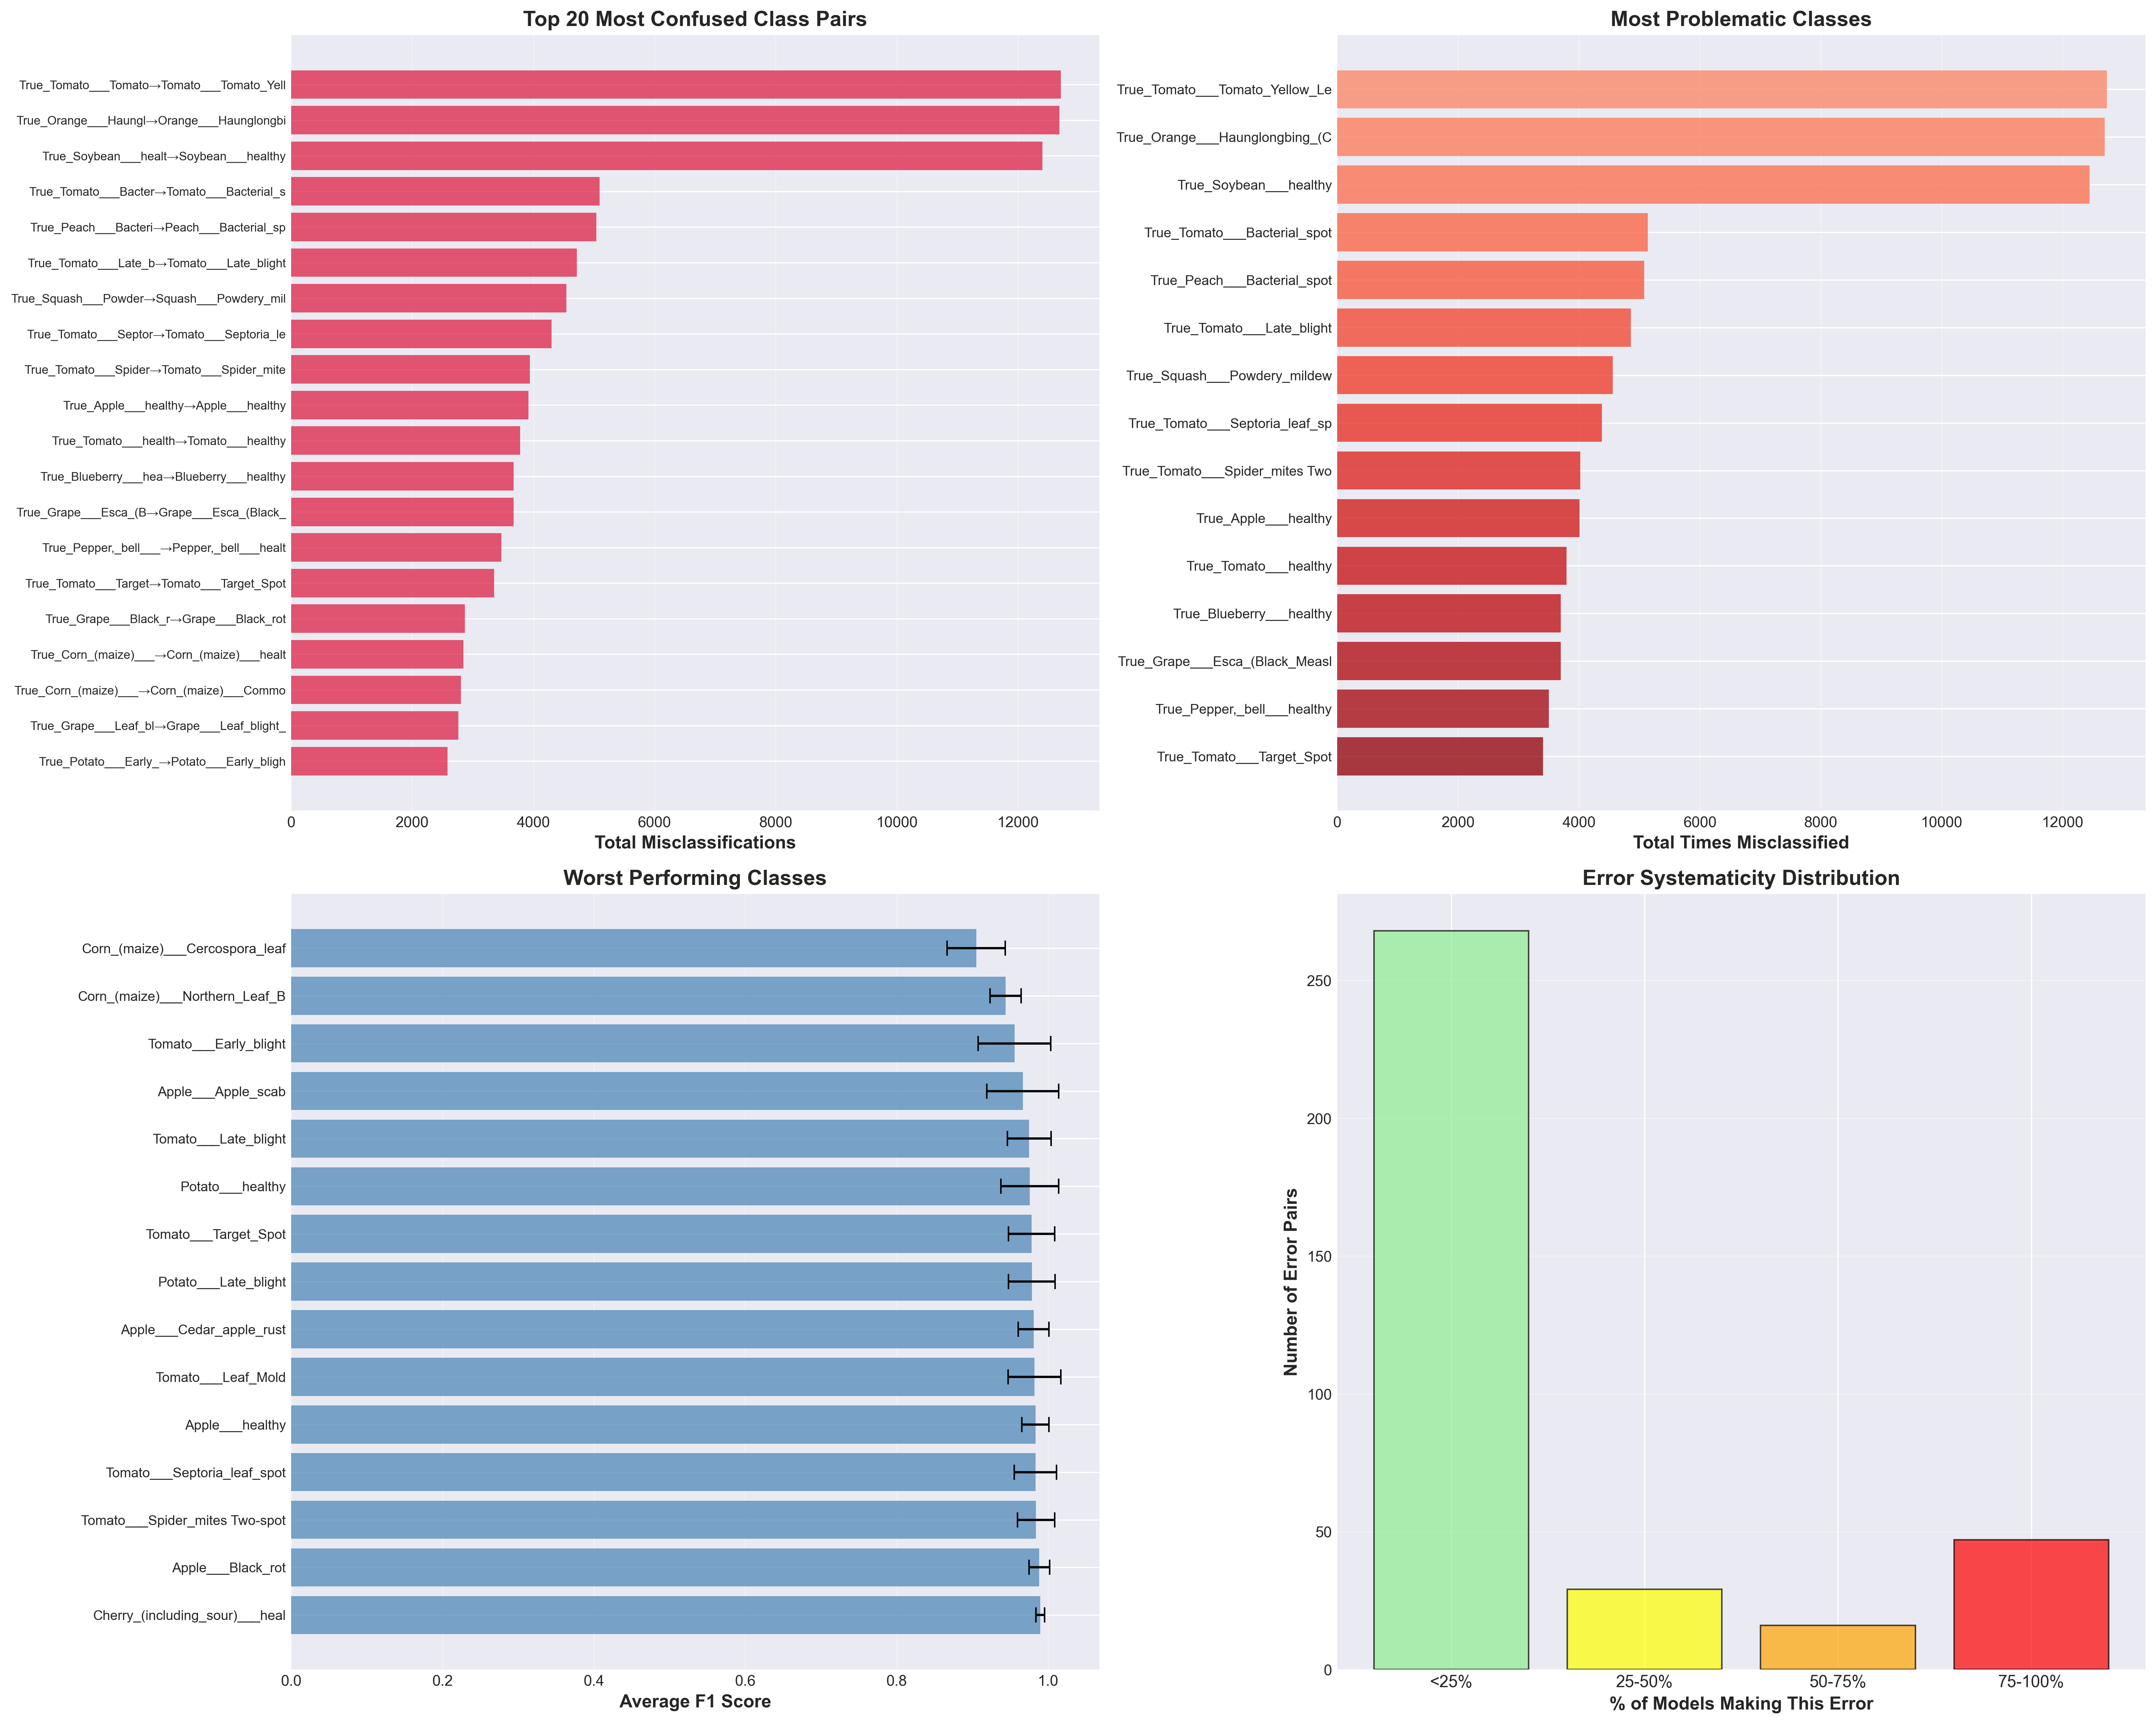 Top 20 Most Confused Class Pairs
True_Tomato___Tomato→Tomato___Tomato_Yell
True_Orange___Haungl→Orange___Haunglongbi
True_Soybean___healt→Soybean___healthy
True_Tomato___Bacter→Tomato___Bacterial_s
True_Peach___Bacteri→Peach___Bacterial_sp
True_Tomato___Late_b→Tomato___Late_blight
True_Squash___Powder→Squash___Powdery_mil
True_Tomato___Septor→Tomato___Septoria_le
True_Tomato___Spider→Tomato___Spider_mite
True_Apple___healthy→Apple___healthy
True_Tomato___health→Tomato___healthy
True_Blueberry___hea→Blueberry___healthy
True_Grape___Esca_(B→Grape___Esca_(Black_
True_Pepper,_bell___→Pepper,_bell___healt
True_Tomato___Target→Tomato___Target_Spot
True_Grape___Black_r→Grape___Black_rot
True_Corn_(maize)___→Corn_(maize)___healt
True_Corn_(maize)___→Corn_(maize)___Commo
True_Grape___Leaf_bl→Grape___Leaf_blight_
True_Potato___Early_→Potato___Early_bligh
0 2000 4000 6000 8000 10000 12000
Total Misclassifications
Most Problematic Classes
True_Tomato___Tomato_Yellow_Le
True_Orange___Haunglongbing_(C
True_Soybean___healthy
True_Tomato___Bacterial_spot
True_Peach___Bacterial_spot
True_Tomato___Late_blight
True_Squash___Powdery_mildew
True_Tomato___Septoria_leaf_sp
True_Tomato___Spider_mites Two
True_Apple___healthy
True_Tomato___healthy
True_Blueberry___healthy
True_Grape___Esca_(Black_Measl
True_Pepper,_bell___healthy
True_Tomato___Target_Spot
0 2000 4000 6000 8000 10000 12000
Total Times Misclassified
Worst Performing Classes
Corn_(maize)___Cercospora_leaf
Corn_(maize)___Northern_Leaf_B
Tomato___Early_blight
Apple___Apple_scab
Tomato___Late_blight
Potato___healthy
Tomato___Target_Spot
Potato___Late_blight
Apple___Cedar_apple_rust
Tomato___Leaf_Mold
Apple___healthy
Tomato___Septoria_leaf_spot
Tomato___Spider_mites Two-spot
Apple___Black_rot
Cherry_(including_sour)___heal
0.0 0.2 0.4 0.6 0.8 1.0
Average F1 Score
Error Systematicity Distribution
Number of Error Pairs
250
200
150
100
50
0
<25% 25-50% 50-75% 75-100%
% of Models Making This Error